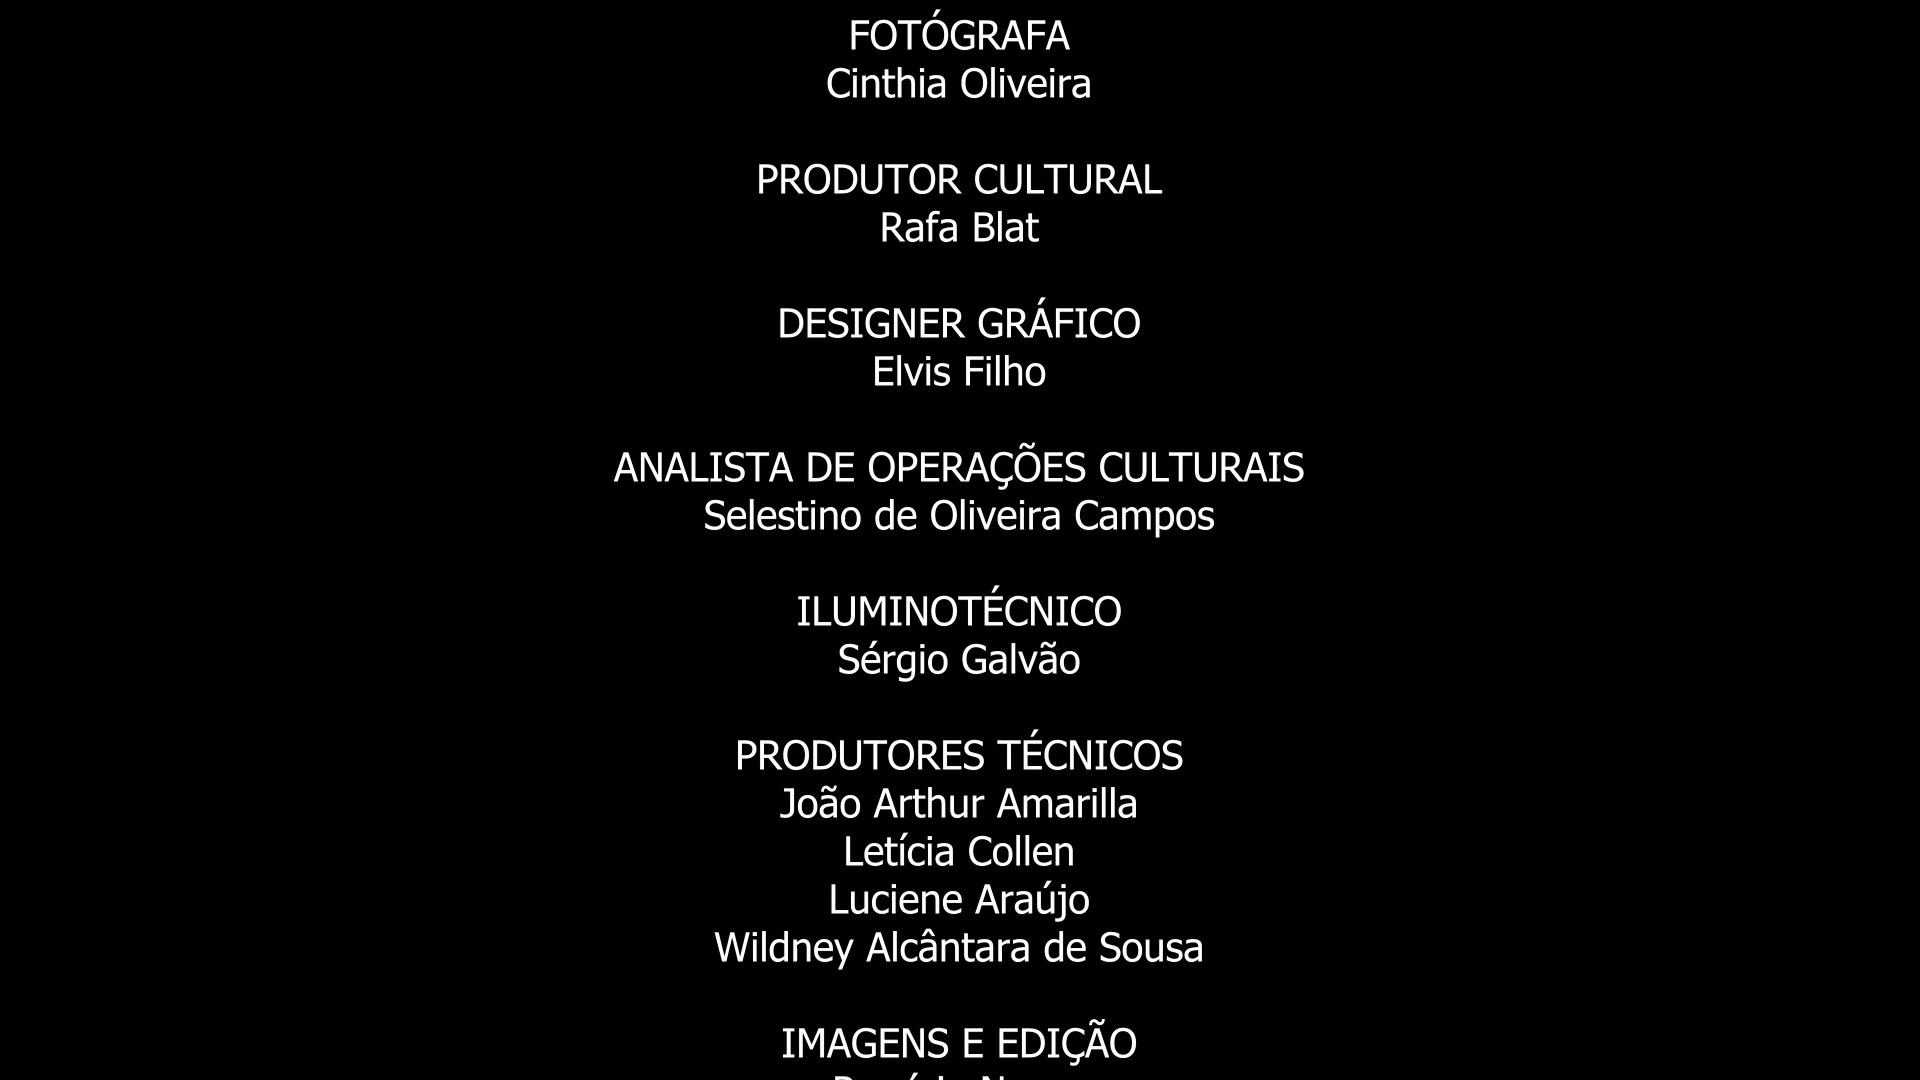 FOTÓGRAFA
Cinthia Oliveira
PRODUTOR CULTURAL
Rafa Blat
DESIGNER GRÁFICO
Elvis Filho
ANALISTA DE OPERAÇÕES CULTURAIS
Selestino de Oliveira Campos
ILUMINOTÉCNICO
Sérgio Galvão
PRODUTORES TÉCNICOS
João Arthur Amarilla
Letícia Collen
Luciene Araújo
Wildney Alcântara de Sousa
IMAGENS E EDIÇÃO